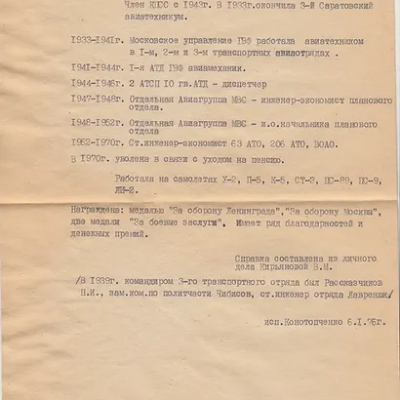 Член КПСС с 1943г. В 1933г.окончила 3-й Саратовский
авиатехникум.
1933-1941г. Московское управление ГВФ работала авиатехником
в 1-м, 2-м и 3-м транспортных авиаотрядах .
1941-1944г. 1-я АТД ГВФ авиамеханик.
1944-1946г. 2 АТСП 10 гв.АТД - диспетчер
1947-1948г. Отдельная Авиагруппа МВС - инженер-экономист планового
отдела.
1948-1952г. Отдельная Авиагруппа МВС - и.о.начальника планового
отдела
1952-1970г. Ст.инженер-экономист 63 АТО, 206 АТО, ВОАО.
В 1970г. уволена в связи с уходом на пенсию.
Работала на самолетах У-2, П-5, К-5, СТ-3, ПС-89, ПС-9,
ЛИ-2.
Награждена: медалью "За оборону Ленинграда","За оборону Москвы",
две медали "За боевые заслуги". Имеет ряд благодарностей и
денежных премий.
Справка составлена из личного
дела Кирьяновой В.М.
/В 1939г. командиром 3-го транспортного отряда был Рассказчиков
П.И., зам.ком.по политчасти Чибисов, ст.инженер отряда
исп.Конотопченко 6.I.76г.